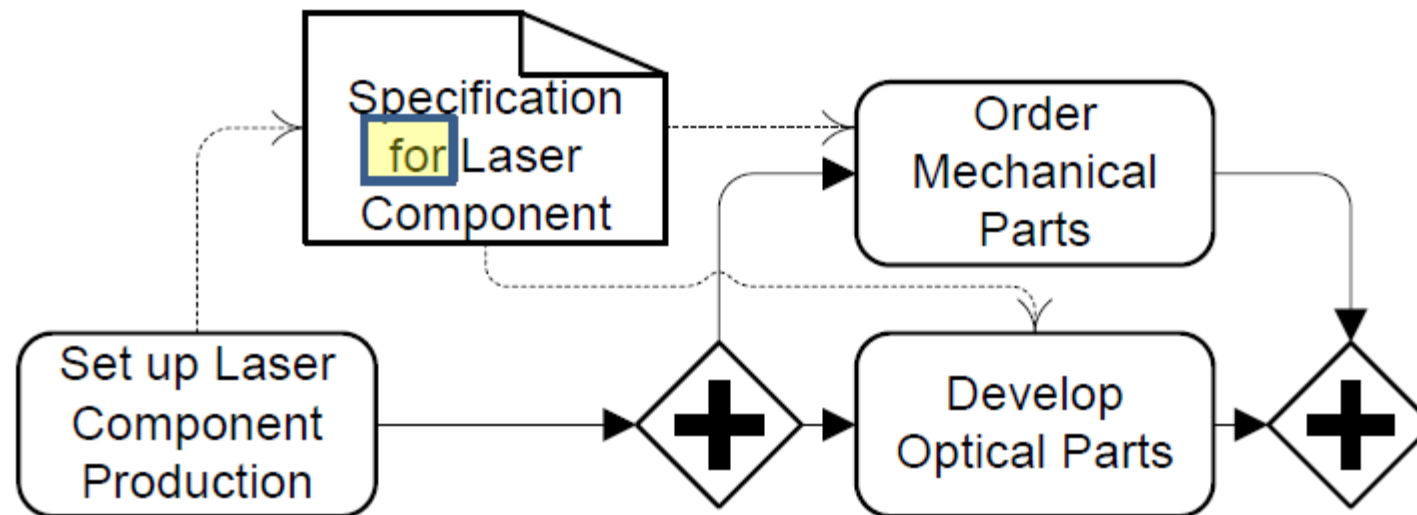 Specification
for Laser
Component
Order
Mechanical
Parts
Set up Laser
Component
Production
Develop
Optical Parts